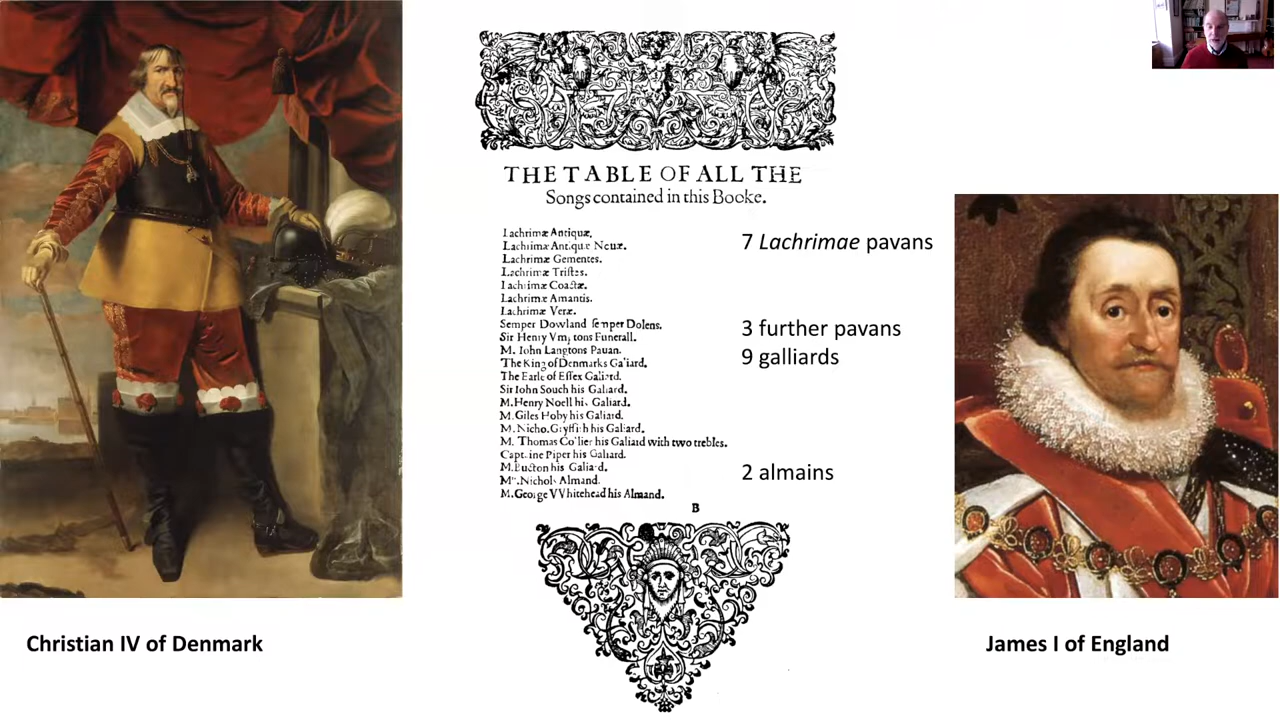 THE TABLE OF ALL THE
Songs contained in this Booke.
Lachrimæ Antiquæ.
Lachrimæ Antiquæ Nouæ.
Lachrimæ Gementes.
Lachrimæ Tristes.
Lachrimæ Coactæ.
Lachrimæ Amantis.
Lachrimæ Veræ.
Semper Dowland semper Dolens.
Sir Henry Vmptons Funerall.
M. Iohn Langtons Pauan.
The King of Denmarks Galiard.
The Earle of Essex Galiard.
Sir Iohn Souch his Galiard.
M. Henry Noell his Galiard.
M. Giles Hoby his Galiard.
M. Nicho. Gryffith his Galiard.
M. Thomas Collier his Galiard with two trebles.
Captaine Piper his Galiard.
M. Bucton his Galiard.
Mrs. Nichols Almand.
M. George VVhitehead his Almand.
B
7 Lachrimae pavans
3 further pavans
9 galliards
2 almains
Christian IV of Denmark
James I of England